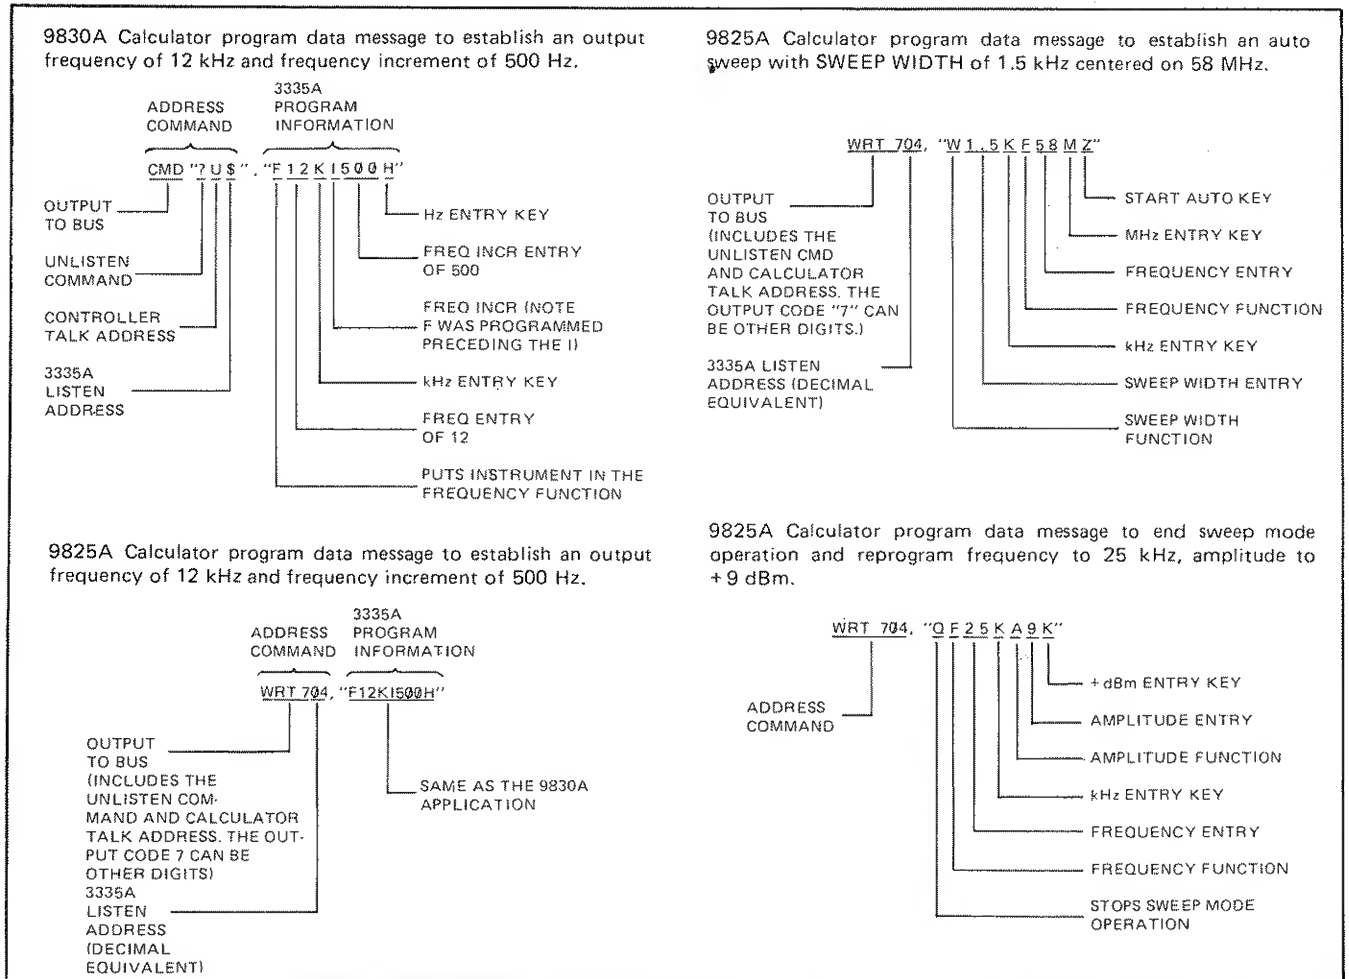 9830A Calculator program data message to establish an output
frequency of 12 kHz and frequency increment of 500 Hz.
ADDRESS
COMMAND
3335A
PROGRAM
INFORMATION
CMD "?U$", "F12KI500H"
OUTPUT
TO BUS
UNLISTEN
COMMAND
CONTROLLER
TALK ADDRESS
3335A
LISTEN
ADDRESS
Hz ENTRY KEY
FREQ INCR ENTRY
OF 500
FREQ INCR (NOTE
F WAS PROGRAMMED
PRECEDING THE I)
kHz ENTRY KEY
FREQ ENTRY
OF 12
PUTS INSTRUMENT IN THE
FREQUENCY FUNCTION
9825A Calculator program data message to establish an output
frequency of 12 kHz and frequency increment of 500 Hz.
ADDRESS
COMMAND
3335A
PROGRAM
INFORMATION
WRT 704, "F12KI500H"
OUTPUT
TO BUS
(INCLUDES THE
UNLISTEN COM-
MAND AND CALCULATOR
TALK ADDRESS. THE OUT-
PUT CODE 7 CAN BE
OTHER DIGITS)
3335A
LISTEN
ADDRESS
(DECIMAL
EQUIVALENT)
SAME AS THE 9830A
APPLICATION
9825A Calculator program data message to establish an auto
sweep with SWEEP WIDTH of 1.5 kHz centered on 58 MHz.
WRT 704, "W1.5KF58MZ"
OUTPUT
TO BUS
(INCLUDES THE
UNLISTEN CMD
AND CALCULATOR
TALK ADDRESS. THE
OUTPUT CODE "7" CAN
BE OTHER DIGITS.)
3335A LISTEN
ADDRESS (DECIMAL
EQUIVALENT)
START AUTO KEY
MHz ENTRY KEY
FREQUENCY ENTRY
FREQUENCY FUNCTION
kHz ENTRY KEY
SWEEP WIDTH ENTRY
SWEEP WIDTH
FUNCTION
9825A Calculator program data message to end sweep mode
operation and reprogram frequency to 25 kHz, amplitude to
+ 9 dBm.
WRT 704, "QF25KA9K"
ADDRESS
COMMAND
+ dBm ENTRY KEY
AMPLITUDE ENTRY
AMPLITUDE FUNCTION
kHz ENTRY KEY
FREQUENCY ENTRY
FREQUENCY FUNCTION
STOPS SWEEP MODE
OPERATION